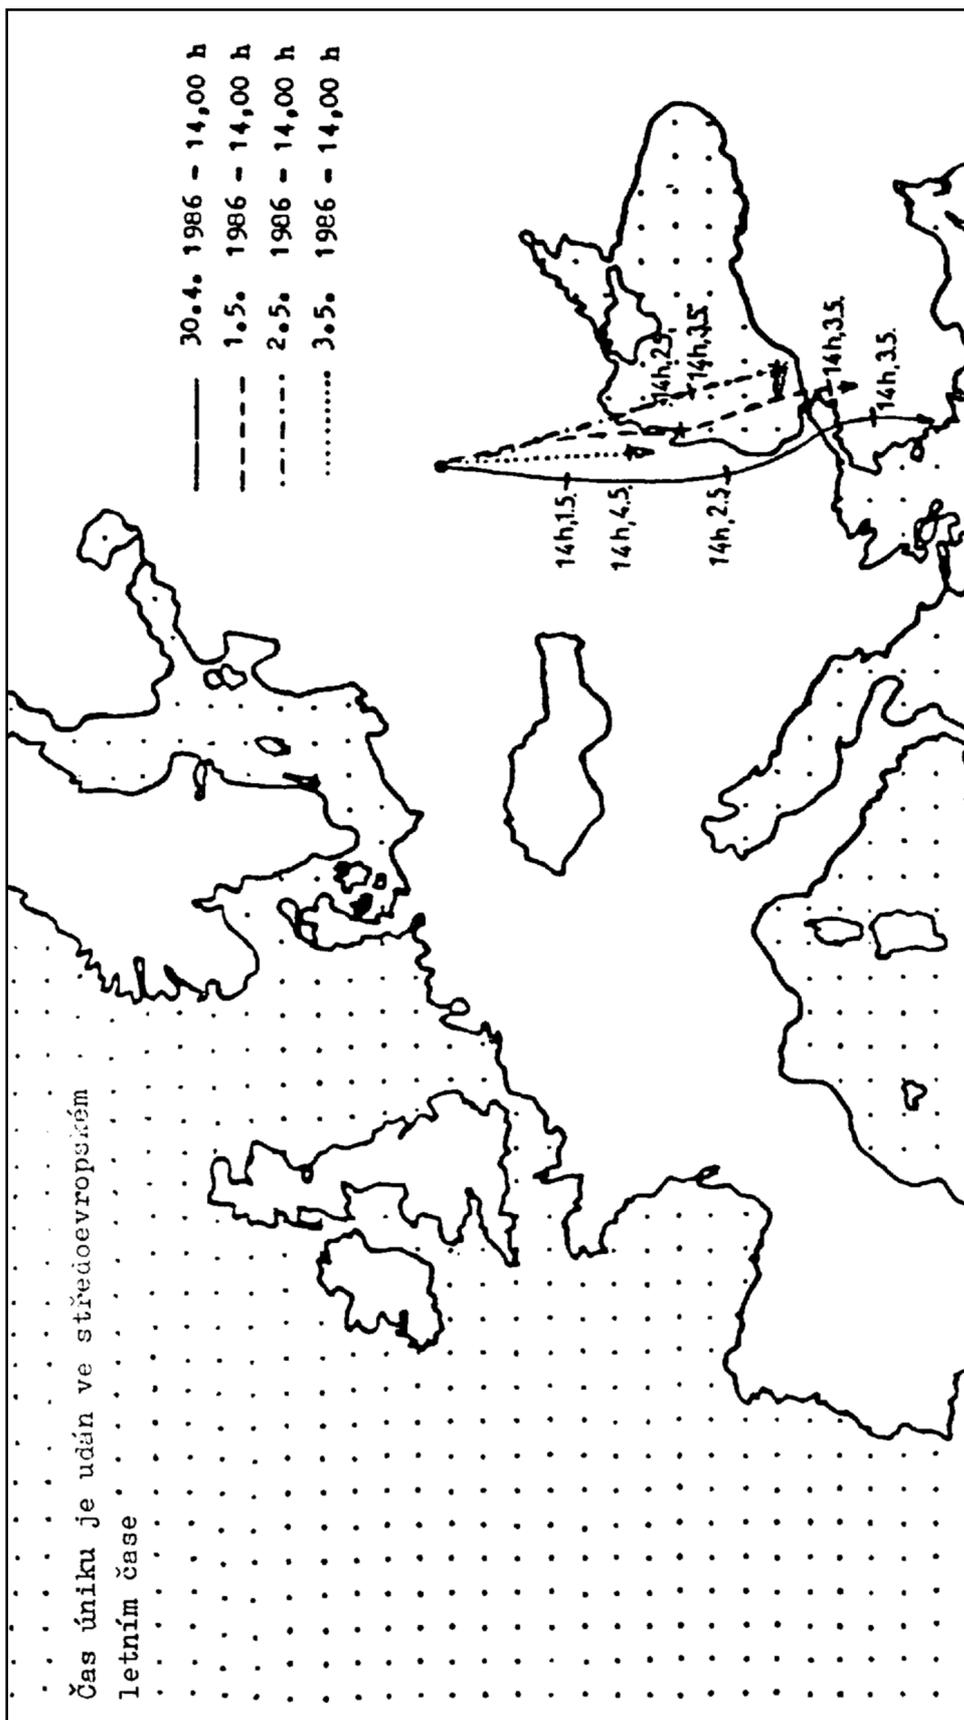 30.4. 1986 - 14,00 h
1.5. 1986 - 14,00 h
2.5. 1986 - 14,00 h
3.5. 1986 - 14,00 h
Čas úniku je udán ve středoevropském
letním čase
14h,1.5.
14h,4.5.
14h,2.5.
14h,2.5.
14h,3.5.
14h,3.5.
14h,3.5.